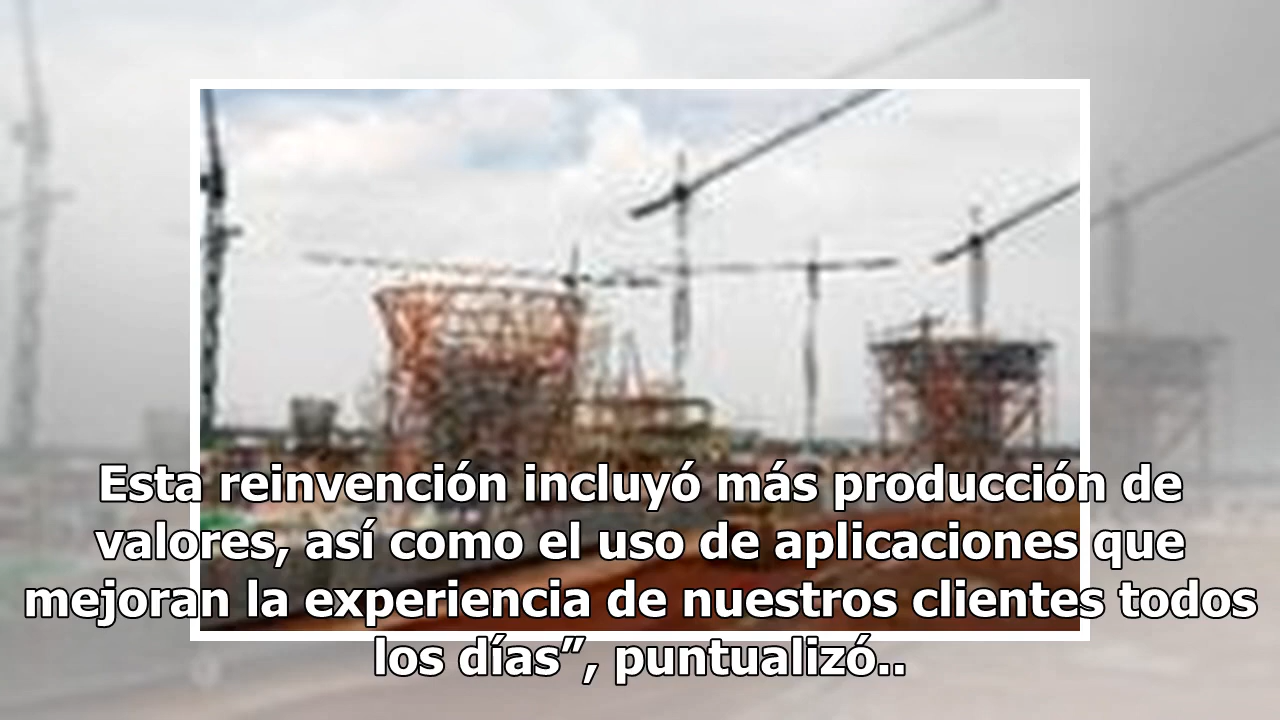 Esta reinvención incluyó más producción de
valores, así como el uso de aplicaciones que
mejoran la experiencia de nuestros clientes todos
los días”, puntualizó..